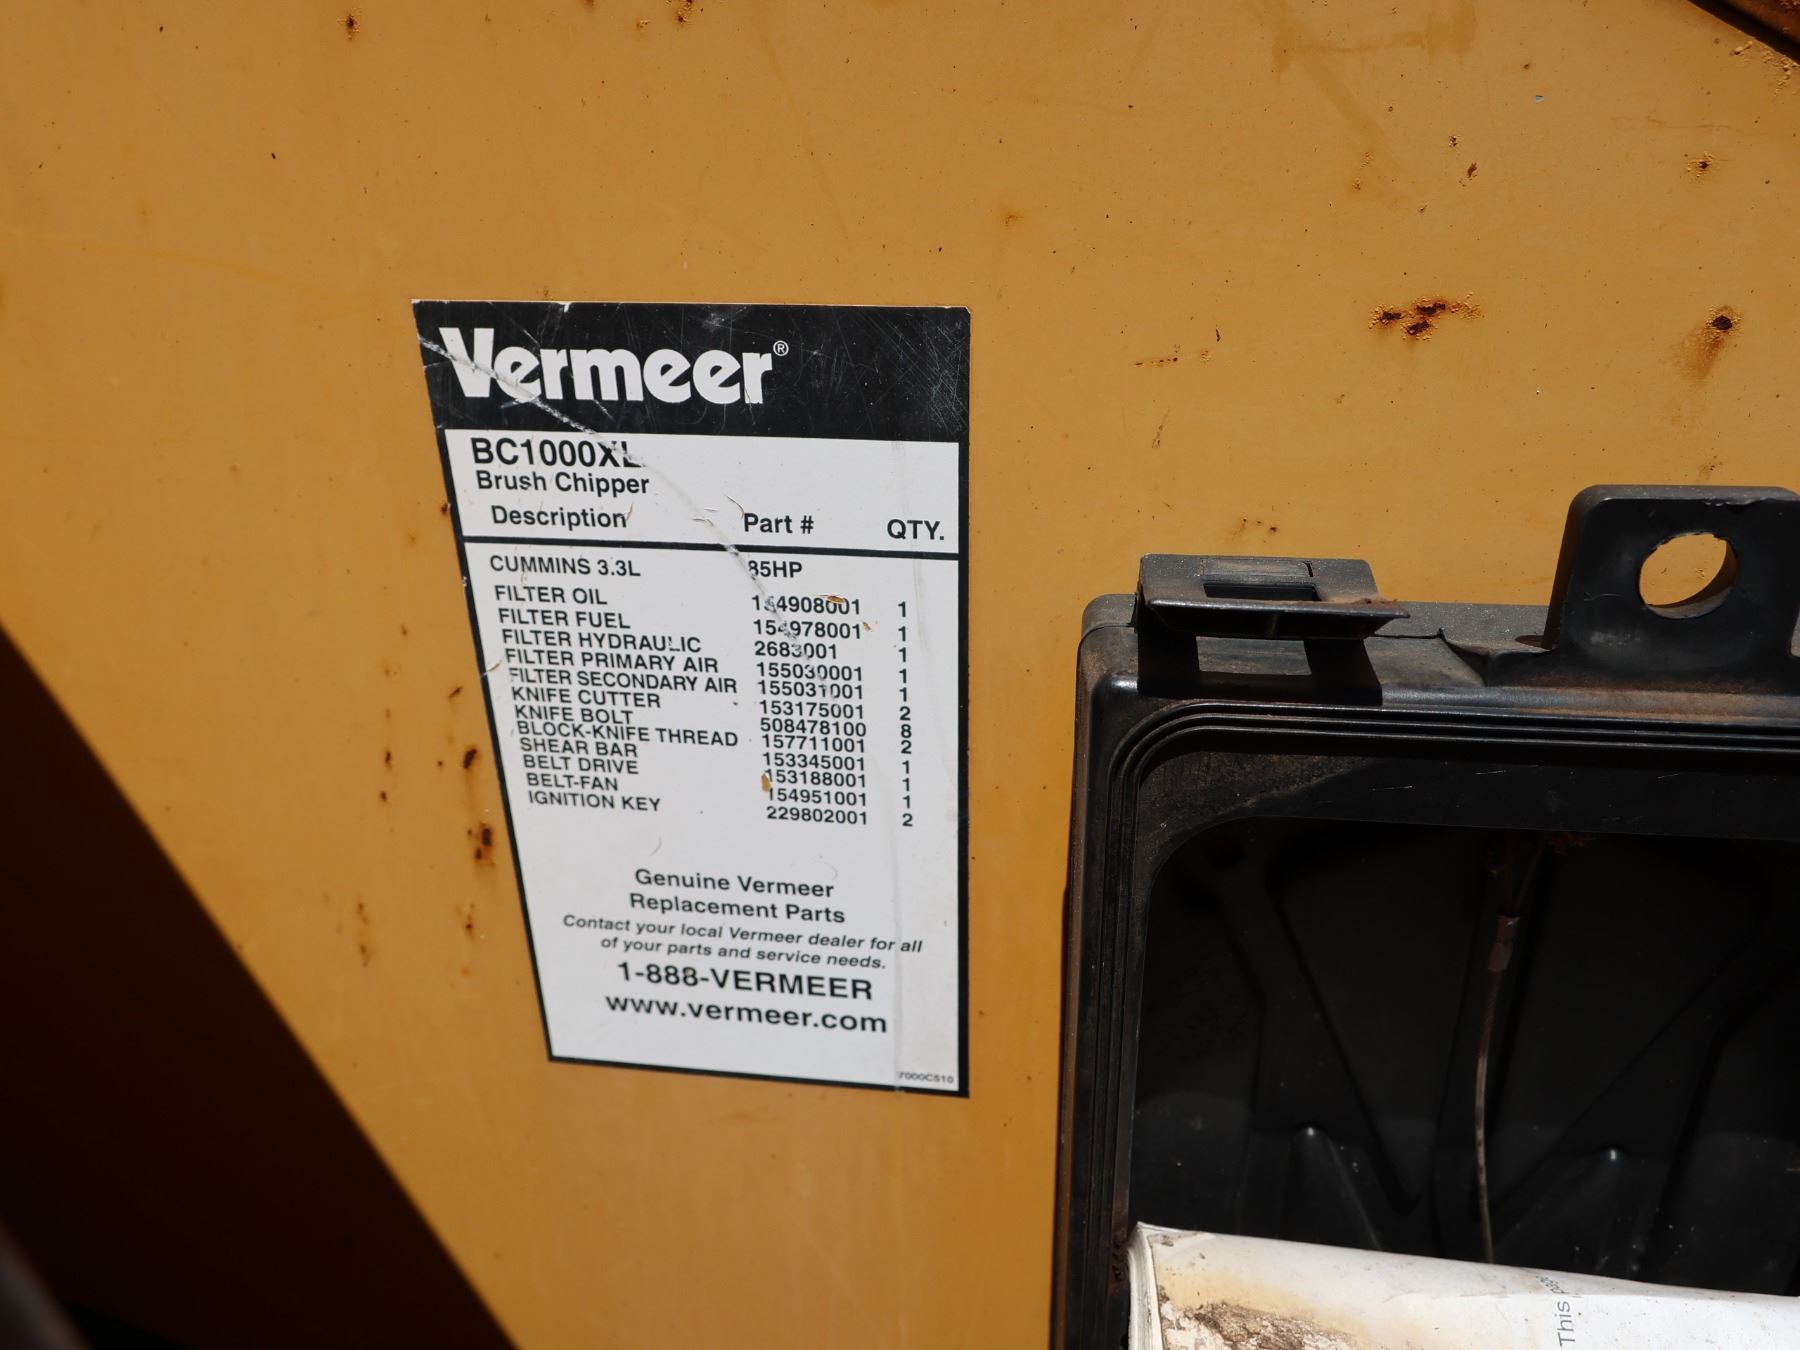 Vermeer®
BC1000XL
Brush Chipper
Description Part # QTY.
CUMMINS 3.3L 85HP
FILTER OIL 154908001 1
FILTER FUEL 154978001 1
FILTER HYDRAULIC 2683001 1
FILTER PRIMARY AIR 155030001 1
FILTER SECONDARY AIR 155031001 1
KNIFE CUTTER 153175001 2
KNIFE BOLT 508478100 8
BLOCK-KNIFE THREAD 157711001 2
SHEAR BAR 153345001 1
BELT DRIVE 153188001 1
BELT-FAN 154951001 1
IGNITION KEY 229802001 2
Genuine Vermeer
Replacement Parts
Contact your local Vermeer dealer for all
of your parts and service needs.
1-888-VERMEER
www.vermeer.com
7000C510
This